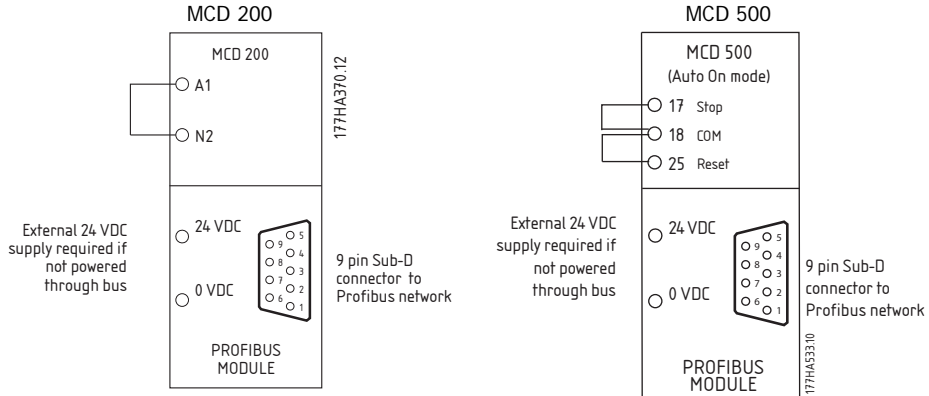 MCD 200
MCD 200
A1
N2
177HA370.12
External 24 VDC
supply required if
not powered
through bus
24 VDC
0 VDC
5
9
4
8
3
7
2
6
1
9 pin Sub-D
connector to
Profibus network
PROFIBUS
MODULE
MCD 500
MCD 500
(Auto On mode)
17 Stop
18 COM
25 Reset
External 24 VDC
supply required if
not powered
through bus
24 VDC
0 VDC
5
9
4
8
3
7
2
6
1
9 pin Sub-D
connector to
Profibus network
PROFIBUS
MODULE
177HA533.10